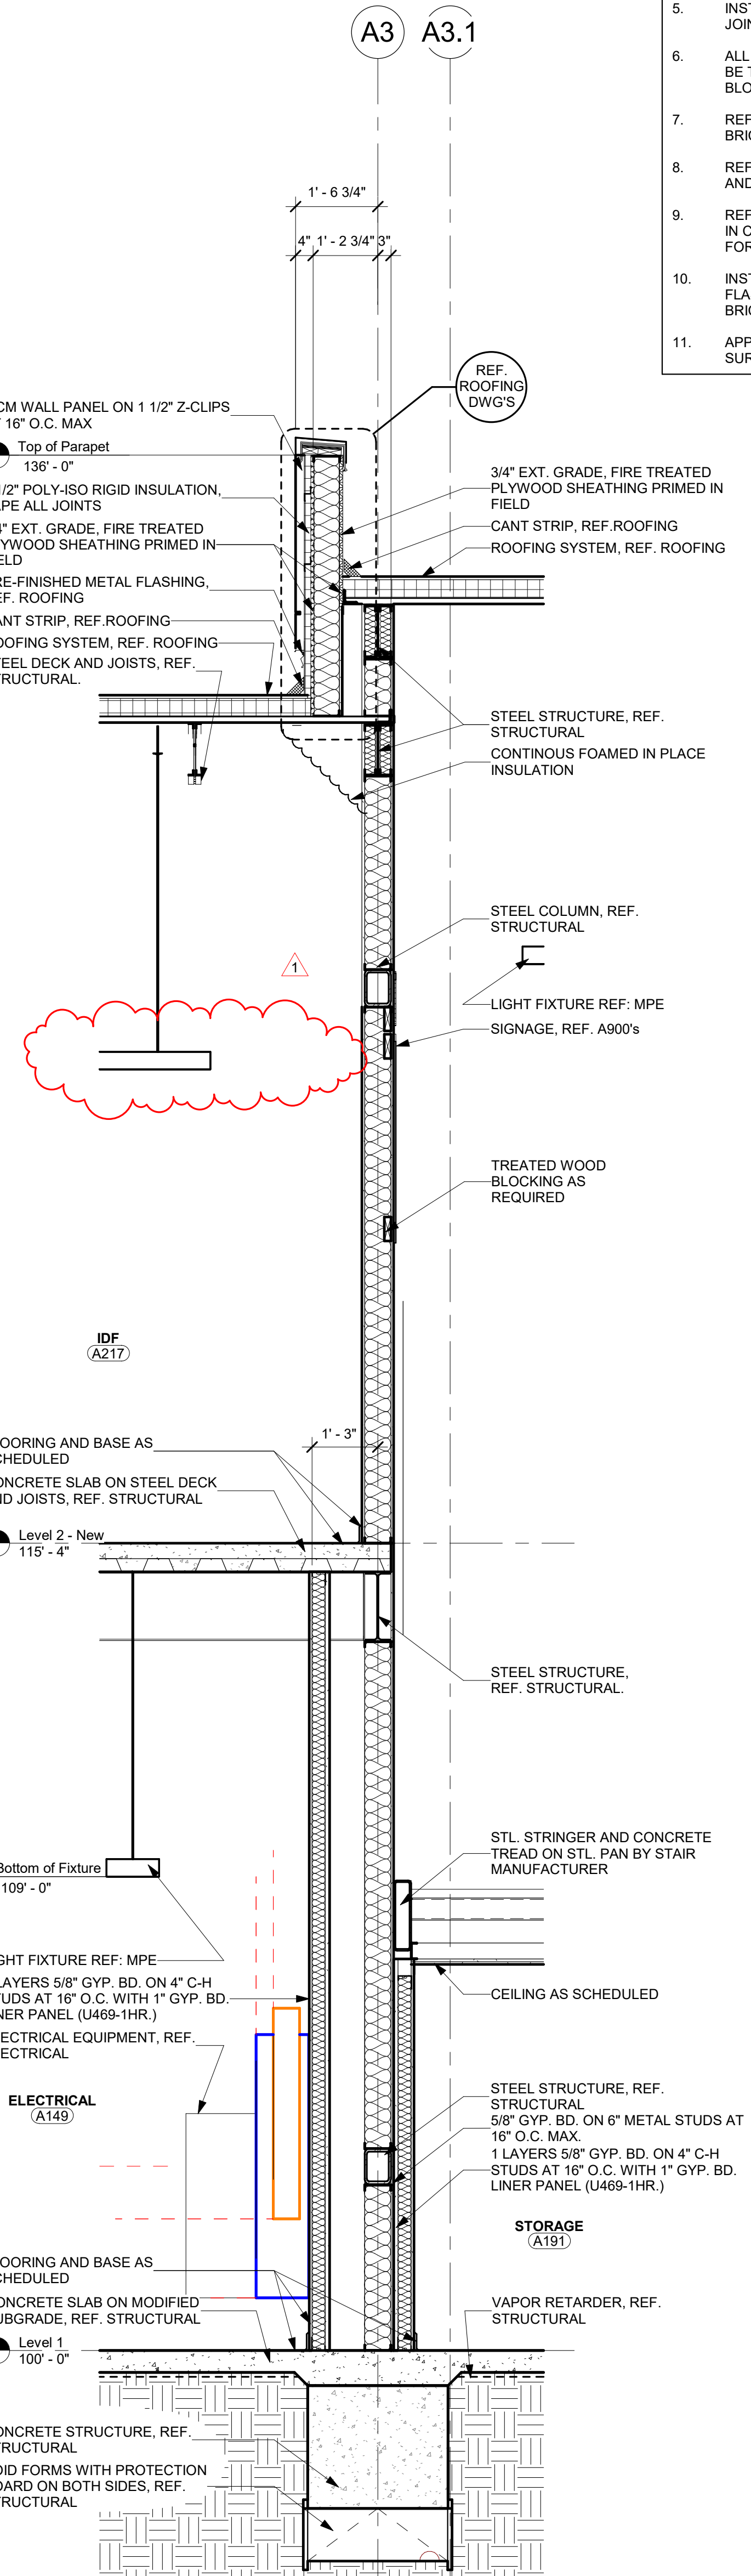 A3
A3.1
5. INST
JOIN
6. ALL
BE T
BLO
7. REF
BRIC
8. REF
AND
9. REF
IN C
FOR
10. INST
FLA
BRIC
11. APP
SUR
1' - 6 3/4"
4"
1' - 2 3/4"
3"
REF.
ROOFING
DWG'S
CM WALL PANEL ON 1 1/2" Z-CLIPS
16" O.C. MAX
Top of Parapet
136' - 0"
1/2" POLY-ISO RIGID INSULATION,
APE ALL JOINTS
4" EXT. GRADE, FIRE TREATED
LYWOOD SHEATHING PRIMED IN
ELD
RE-FINISHED METAL FLASHING,
EF. ROOFING
ANT STRIP, REF.ROOFING
OOFING SYSTEM, REF. ROOFING
TEEL DECK AND JOISTS, REF.
TRUCTURAL.
3/4" EXT. GRADE, FIRE TREATED
PLYWOOD SHEATHING PRIMED IN
FIELD
CANT STRIP, REF.ROOFING
ROOFING SYSTEM, REF. ROOFING
STEEL STRUCTURE, REF.
STRUCTURAL
CONTINOUS FOAMED IN PLACE
INSULATION
STEEL COLUMN, REF.
STRUCTURAL
1
LIGHT FIXTURE REF: MPE
SIGNAGE, REF. A900's
TREATED WOOD
BLOCKING AS
REQUIRED
IDF
A217
1' - 3"
OORING AND BASE AS
CHEDULED
ONCRETE SLAB ON STEEL DECK
ND JOISTS, REF. STRUCTURAL
Level 2 - New
115' - 4"
STEEL STRUCTURE,
REF. STRUCTURAL.
STL. STRINGER AND CONCRETE
TREAD ON STL. PAN BY STAIR
MANUFACTURER
Bottom of Fixture
109' - 0"
GHT FIXTURE REF: MPE
LAYERS 5/8" GYP. BD. ON 4" C-H
TUDS AT 16" O.C. WITH 1" GYP. BD.
NER PANEL (U469-1HR.)
ECTRICAL EQUIPMENT, REF.
ECTRICAL
CEILING AS SCHEDULED
ELECTRICAL
A149
STEEL STRUCTURE, REF.
STRUCTURAL
5/8" GYP. BD. ON 6" METAL STUDS AT
16" O.C. MAX.
1 LAYERS 5/8" GYP. BD. ON 4" C-H
STUDS AT 16" O.C. WITH 1" GYP. BD.
LINER PANEL (U469-1HR.)
STORAGE
A191
OORING AND BASE AS
CHEDULED
ONCRETE SLAB ON MODIFIED
UBGRADE, REF. STRUCTURAL
VAPOR RETARDER, REF.
STRUCTURAL
Level 1
100' - 0"
ONCRETE STRUCTURE, REF.
TRUCTURAL
OID FORMS WITH PROTECTION
OARD ON BOTH SIDES, REF.
TRUCTURAL